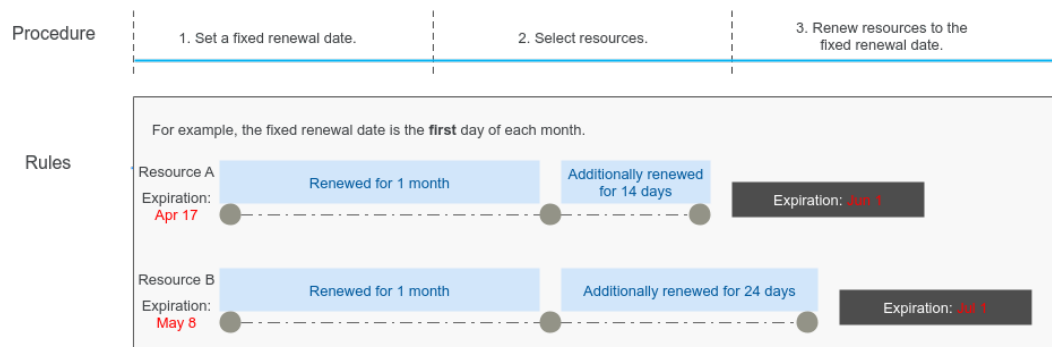 Procedure
1. Set a fixed renewal date.
2. Select resources.
3. Renew resources to the
fixed renewal date.
For example, the fixed renewal date is the first day of each month.
Rules
Resource A
Expiration:
Apr 17
Renewed for 1 month
Additionally renewed
for 14 days
Expiration: Jun 1
Resource B
Expiration:
May 8
Renewed for 1 month
Additionally renewed for 24 days
Expiration: Jul 1